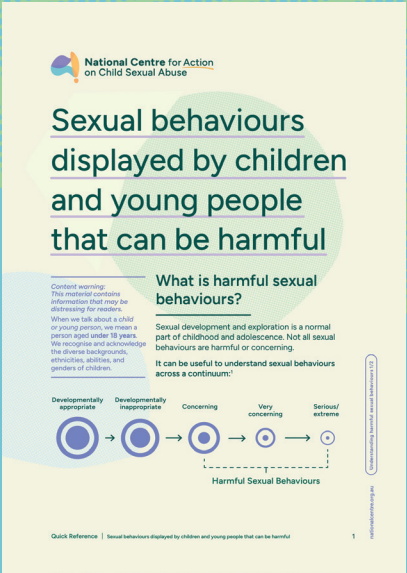 National Centre for Action
on Child Sexual Abuse
Sexual behaviours
displayed by children
and young people
that can be harmful
Content warning:
This material contains
information that may be
distressing for readers.
When we talk about a child
or young person, we mean a
person aged under 18 years.
We recognise and acknowledge
the diverse backgrounds,
ethnicities, abilities, and
genders of children.
What is harmful sexual
behaviours?
Sexual development and exploration is a normal
part of childhood and adolescence. Not all sexual
behaviours are harmful or concerning.
It can be useful to understand sexual behaviours
across a continuum:¹
Developmentally
appropriate
Developmentally
inappropriate
Concerning
Very
concerning
Serious/
extreme
Harmful Sexual Behaviours
Understanding harmful sexual behaviours 1/3
nationalcentre.org.au
Quick Reference | Sexual behaviours displayed by children and young people that can be harmful
1